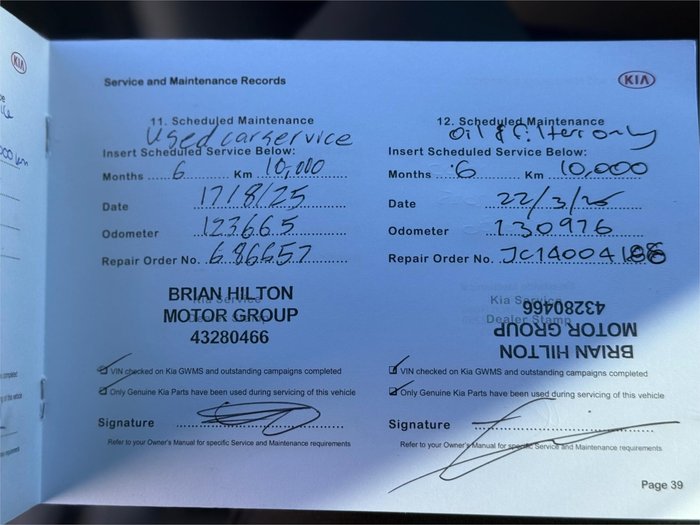 KIA
Service and Maintenance Records
KIA
11. Scheduled Maintenance
Used car service
Insert Scheduled Service Below:
Months 6 Km 10,000
Date 17/8/25
Odometer 123665
Repair Order No. 686657
Kia Service
Dealer Stamp
BRIAN HILTON
MOTOR GROUP
43280466
VIN checked on Kia GWMS and outstanding campaigns completed
Only Genuine Kia Parts have been used during servicing of this vehicle
Signature
Refer to your Owner's Manual for specific Service and Maintenance requirements
12. Scheduled Maintenance
Oil & filter only
Insert Scheduled Service Below:
Months 6 Km 10,000
Date 22/3/26
Odometer 130976
Repair Order No.
Kia Service
Dealer Stamp
BRIAN HILTON
MOTOR GROUP
43280466
VIN checked on Kia GWMS and outstanding campaigns completed
Only Genuine Kia Parts have been used during servicing of this vehicle
Signature
Refer to your Owner's Manual for specific Service and Maintenance requirements
Page 39